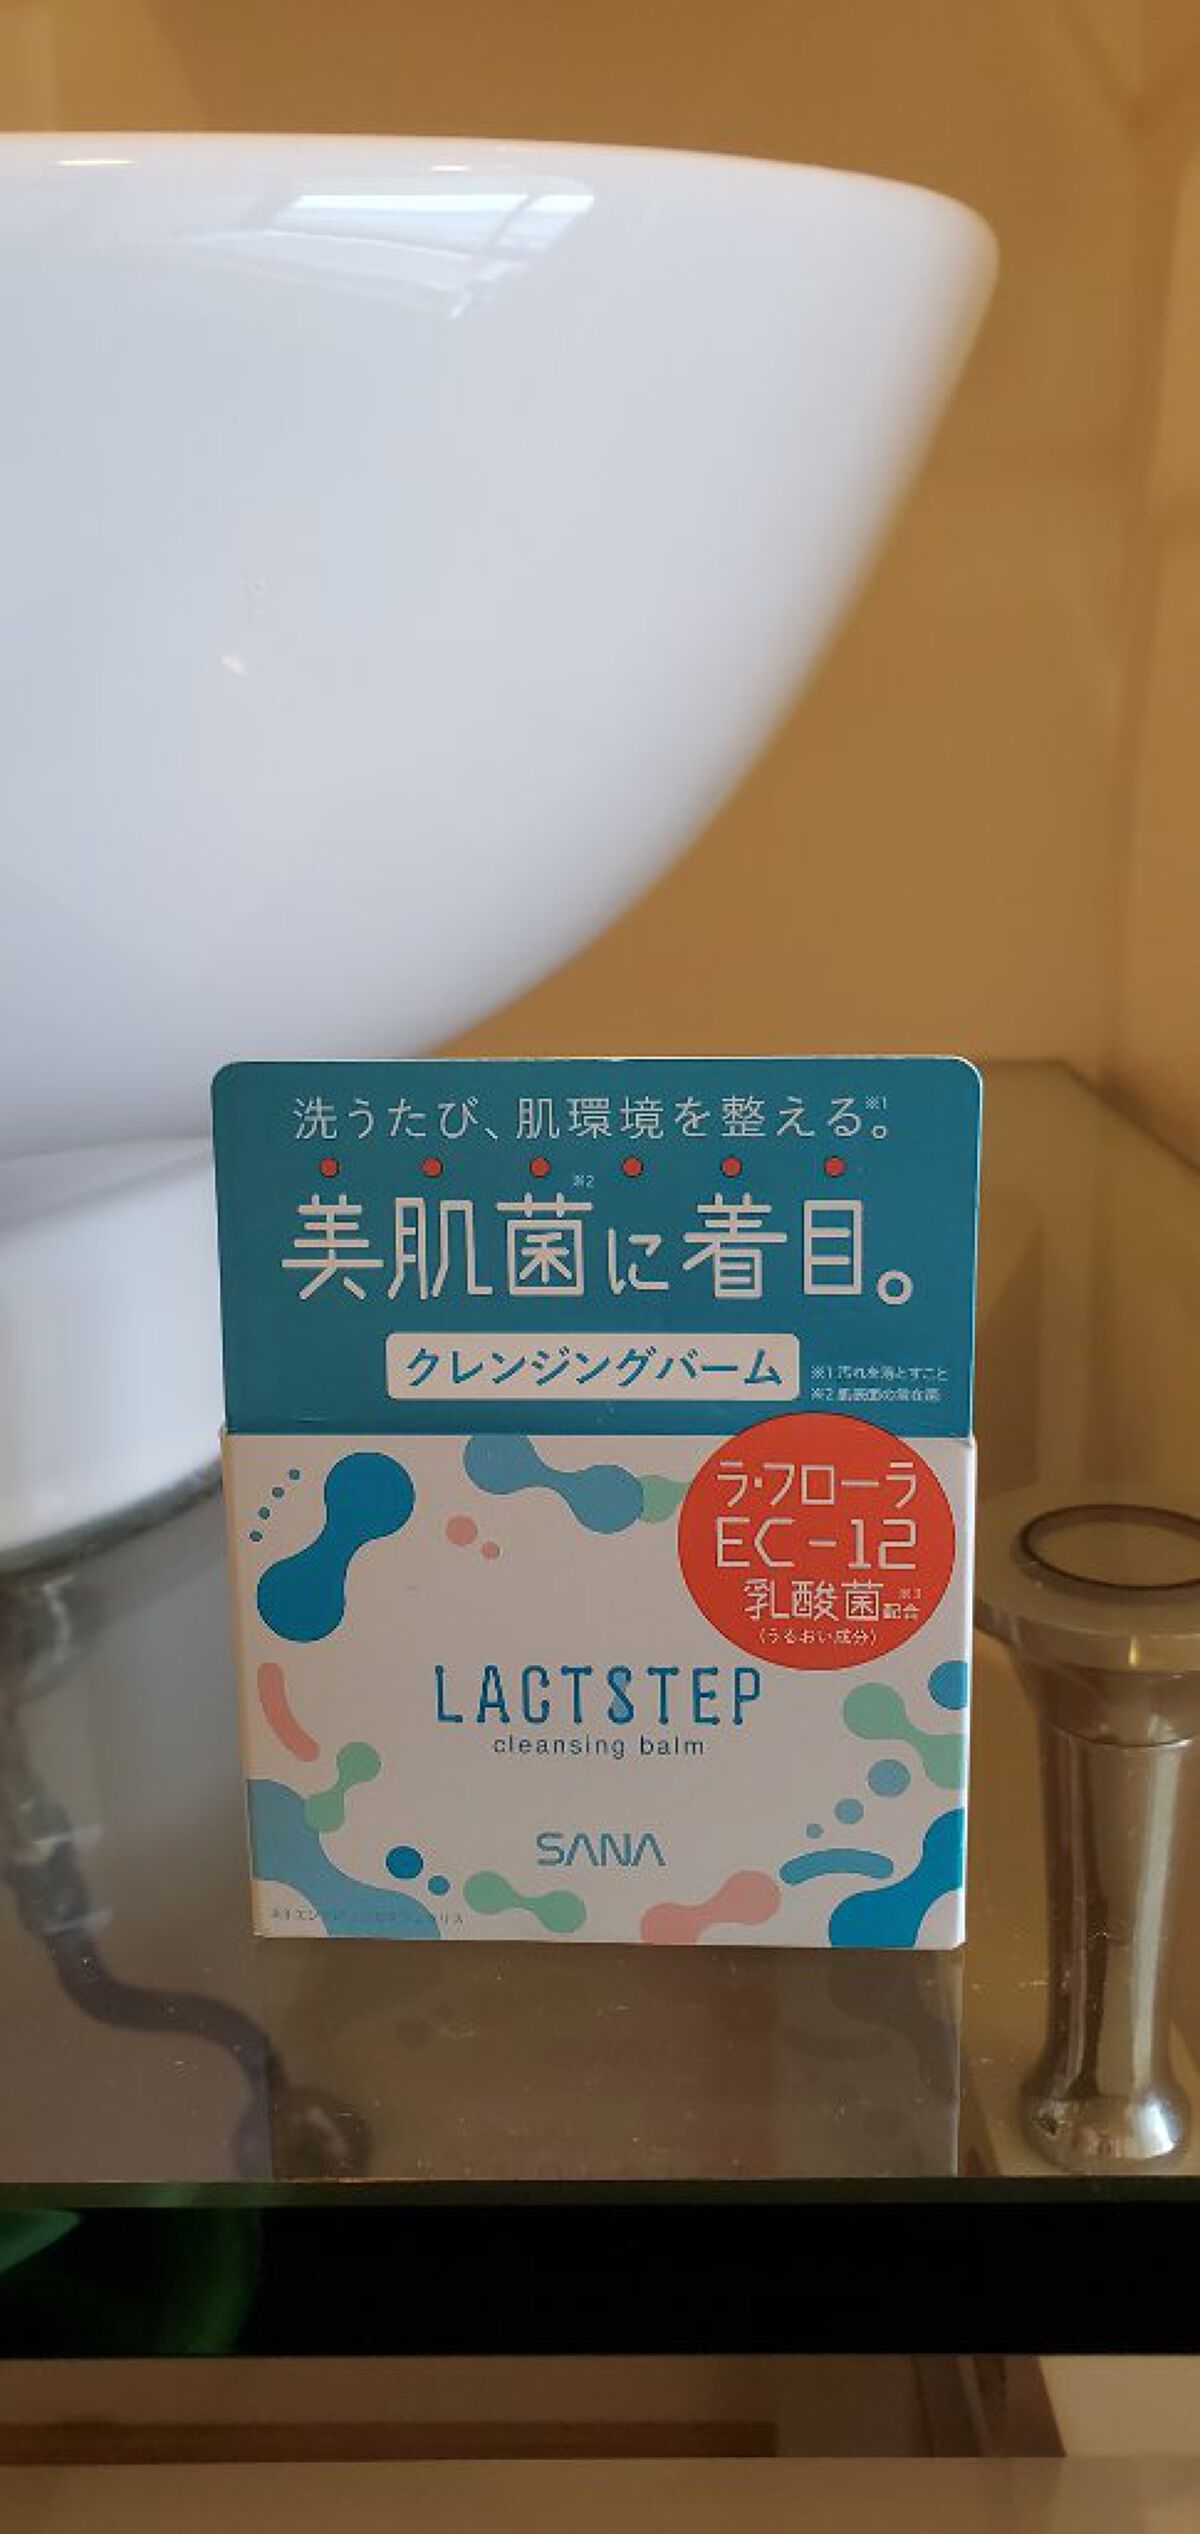 洗うたび、肌環境を整える※1。
※2
美肌菌に着目。
クレンジングバーム
※1 汚れを落とすこと
※2 肌表面の常在菌
ラ・フローラ
EC-12
乳酸菌※3配合
(うるおい成分)
LACTSTEP
cleansing balm
SANA